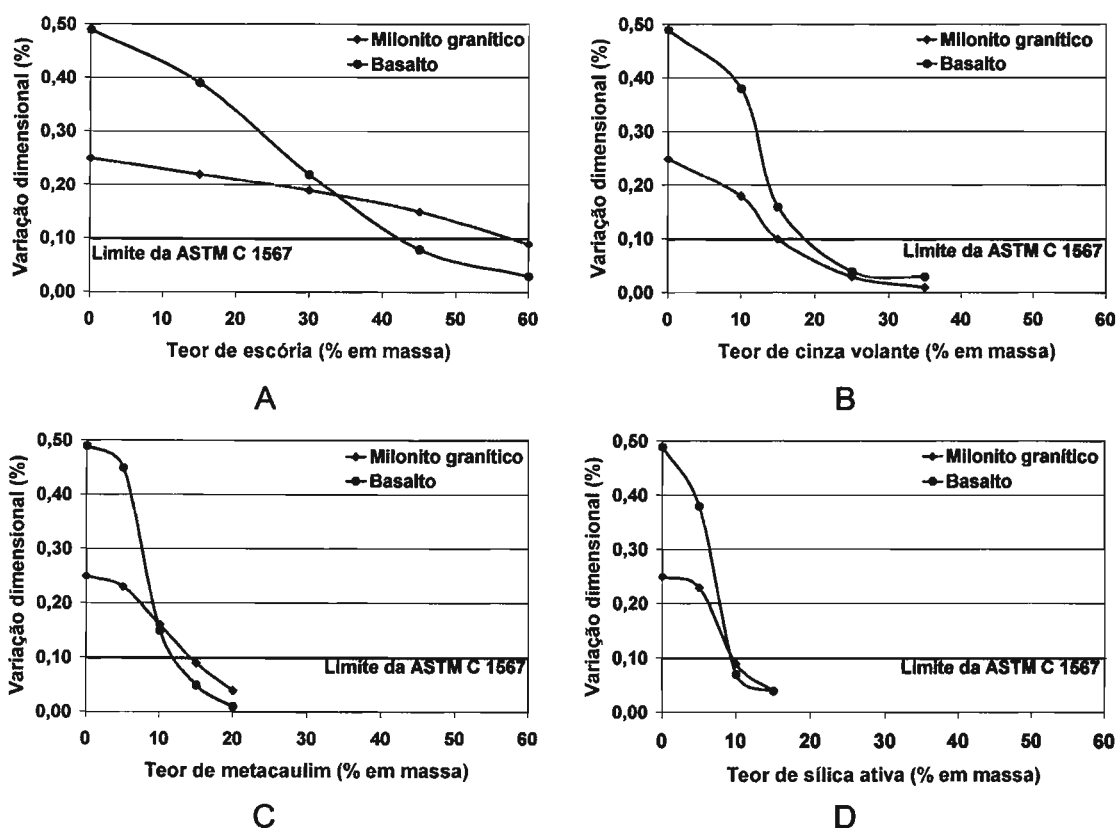 0,50
0,40
0,30
0,20
0,10
0,00
Variação dimensional (%)
Milonito granítico
Basalto
Limite da ASTM C 1567
0 10 20 30 40 50 60
Teor de escória (% em massa)
A
0,50
0,40
0,30
0,20
0,10
0,00
Variação dimensional (%)
Milonito granítico
Basalto
Limite da ASTM C 1567
0 10 20 30 40 50 60
Teor de cinza volante (% em massa)
B
0,50
0,40
0,30
0,20
0,10
0,00
Variação dimensional (%)
Milonito granítico
Basalto
Limite da ASTM C 1567
0 10 20 30 40 50 60
Teor de metacaulim (% em massa)
C
0,50
0,40
0,30
0,20
0,10
0,00
Variação dimensional (%)
Milonito granítico
Basalto
Limite da ASTM C 1567
0 10 20 30 40 50 60
Teor de sílica ativa (% em massa)
D